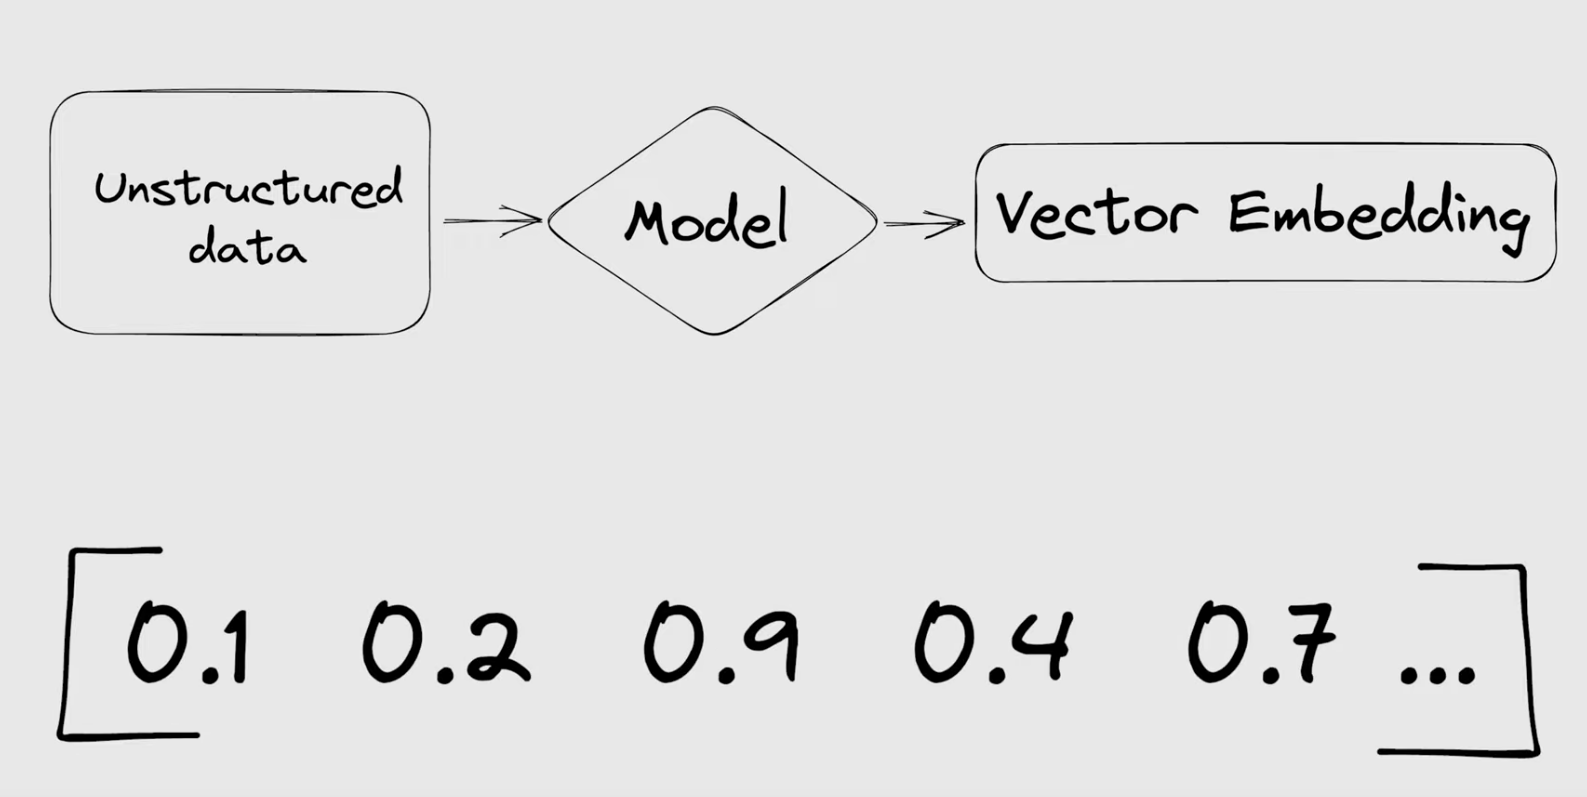 Unstructured
data
Model
Vector Embedding
[0.1 0.2 0.9 0.4 0.7 ...]